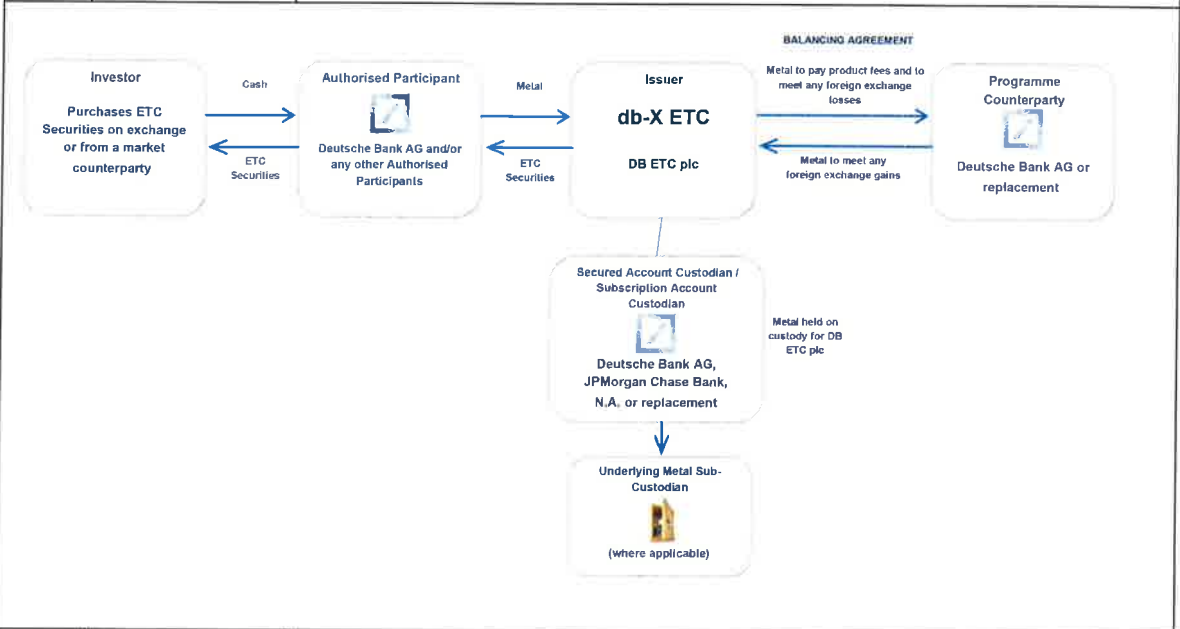 BALANCING AGREEMENT
Investor
Purchases ETC
Securities on exchange
or from a market
counterparty
Cash
ETC
Securities
Authorised Participant
Deutsche Bank AG and/or
any other Authorised
Participants
Metal
ETC
Securities
Issuer
db-X ETC
DB ETC plc
Metal to pay product fees and to
meet any foreign exchange
losses
Metal to meet any
foreign exchange gains
Programme
Counterparty
Deutsche Bank AG or
replacement
Secured Account Custodian /
Subscription Account
Custodian
Deutsche Bank AG,
JPMorgan Chase Bank,
N.A. or replacement
Metal held on
custody for DB
ETC plc
Underlying Metal Sub-
Custodian
(where applicable)